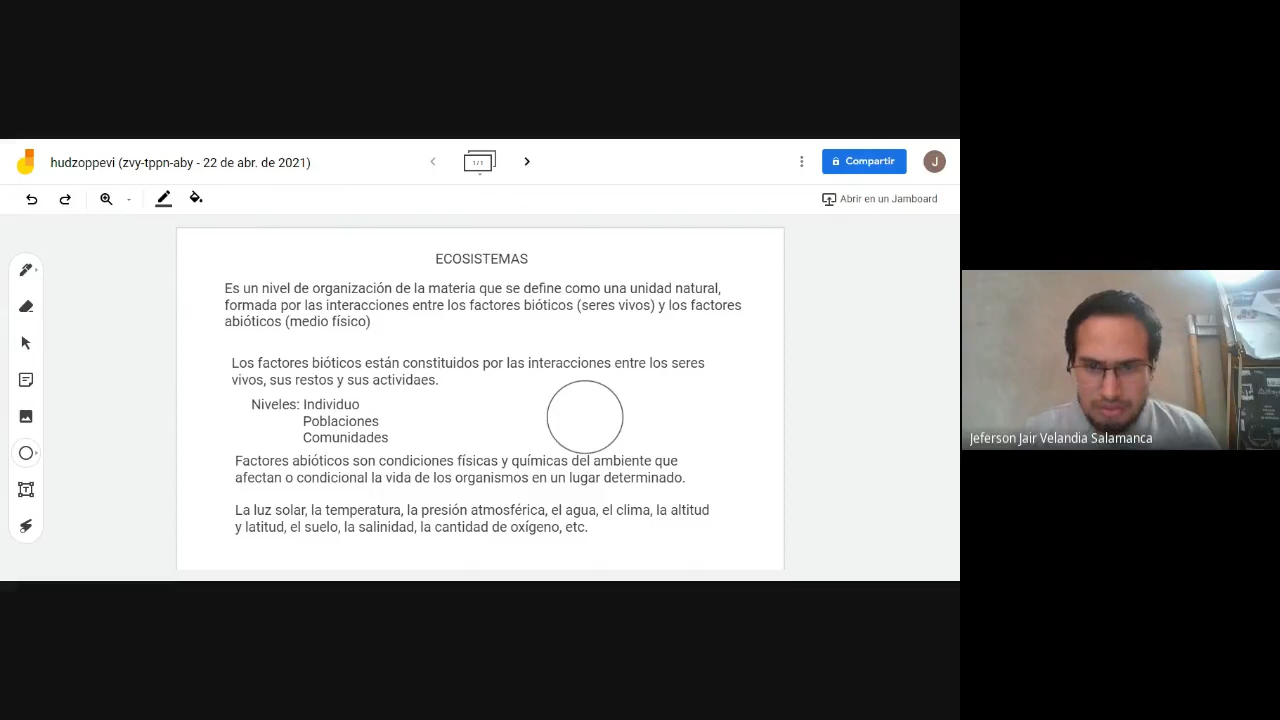 hudzoppevi (zvy-tppn-aby - 22 de abr. de 2021)
1/1
Compartir
J
Abrir en un Jamboard
ECOSISTEMAS
Es un nivel de organización de la materia que se define como una unidad natural,
formada por las interacciones entre los factores bióticos (seres vivos) y los factores
abióticos (medio físico)
Los factores bióticos están constituidos por las interacciones entre los seres
vivos, sus restos y sus actividaes.
Niveles: Individuo
Poblaciones
Comunidades
Factores abióticos son condiciones físicas y químicas del ambiente que
afectan o condicional la vida de los organismos en un lugar determinado.
La luz solar, la temperatura, la presión atmosférica, el agua, el clima, la altitud
y latitud, el suelo, la salinidad, la cantidad de oxígeno, etc.
Jeferson Jair Velandia Salamanca